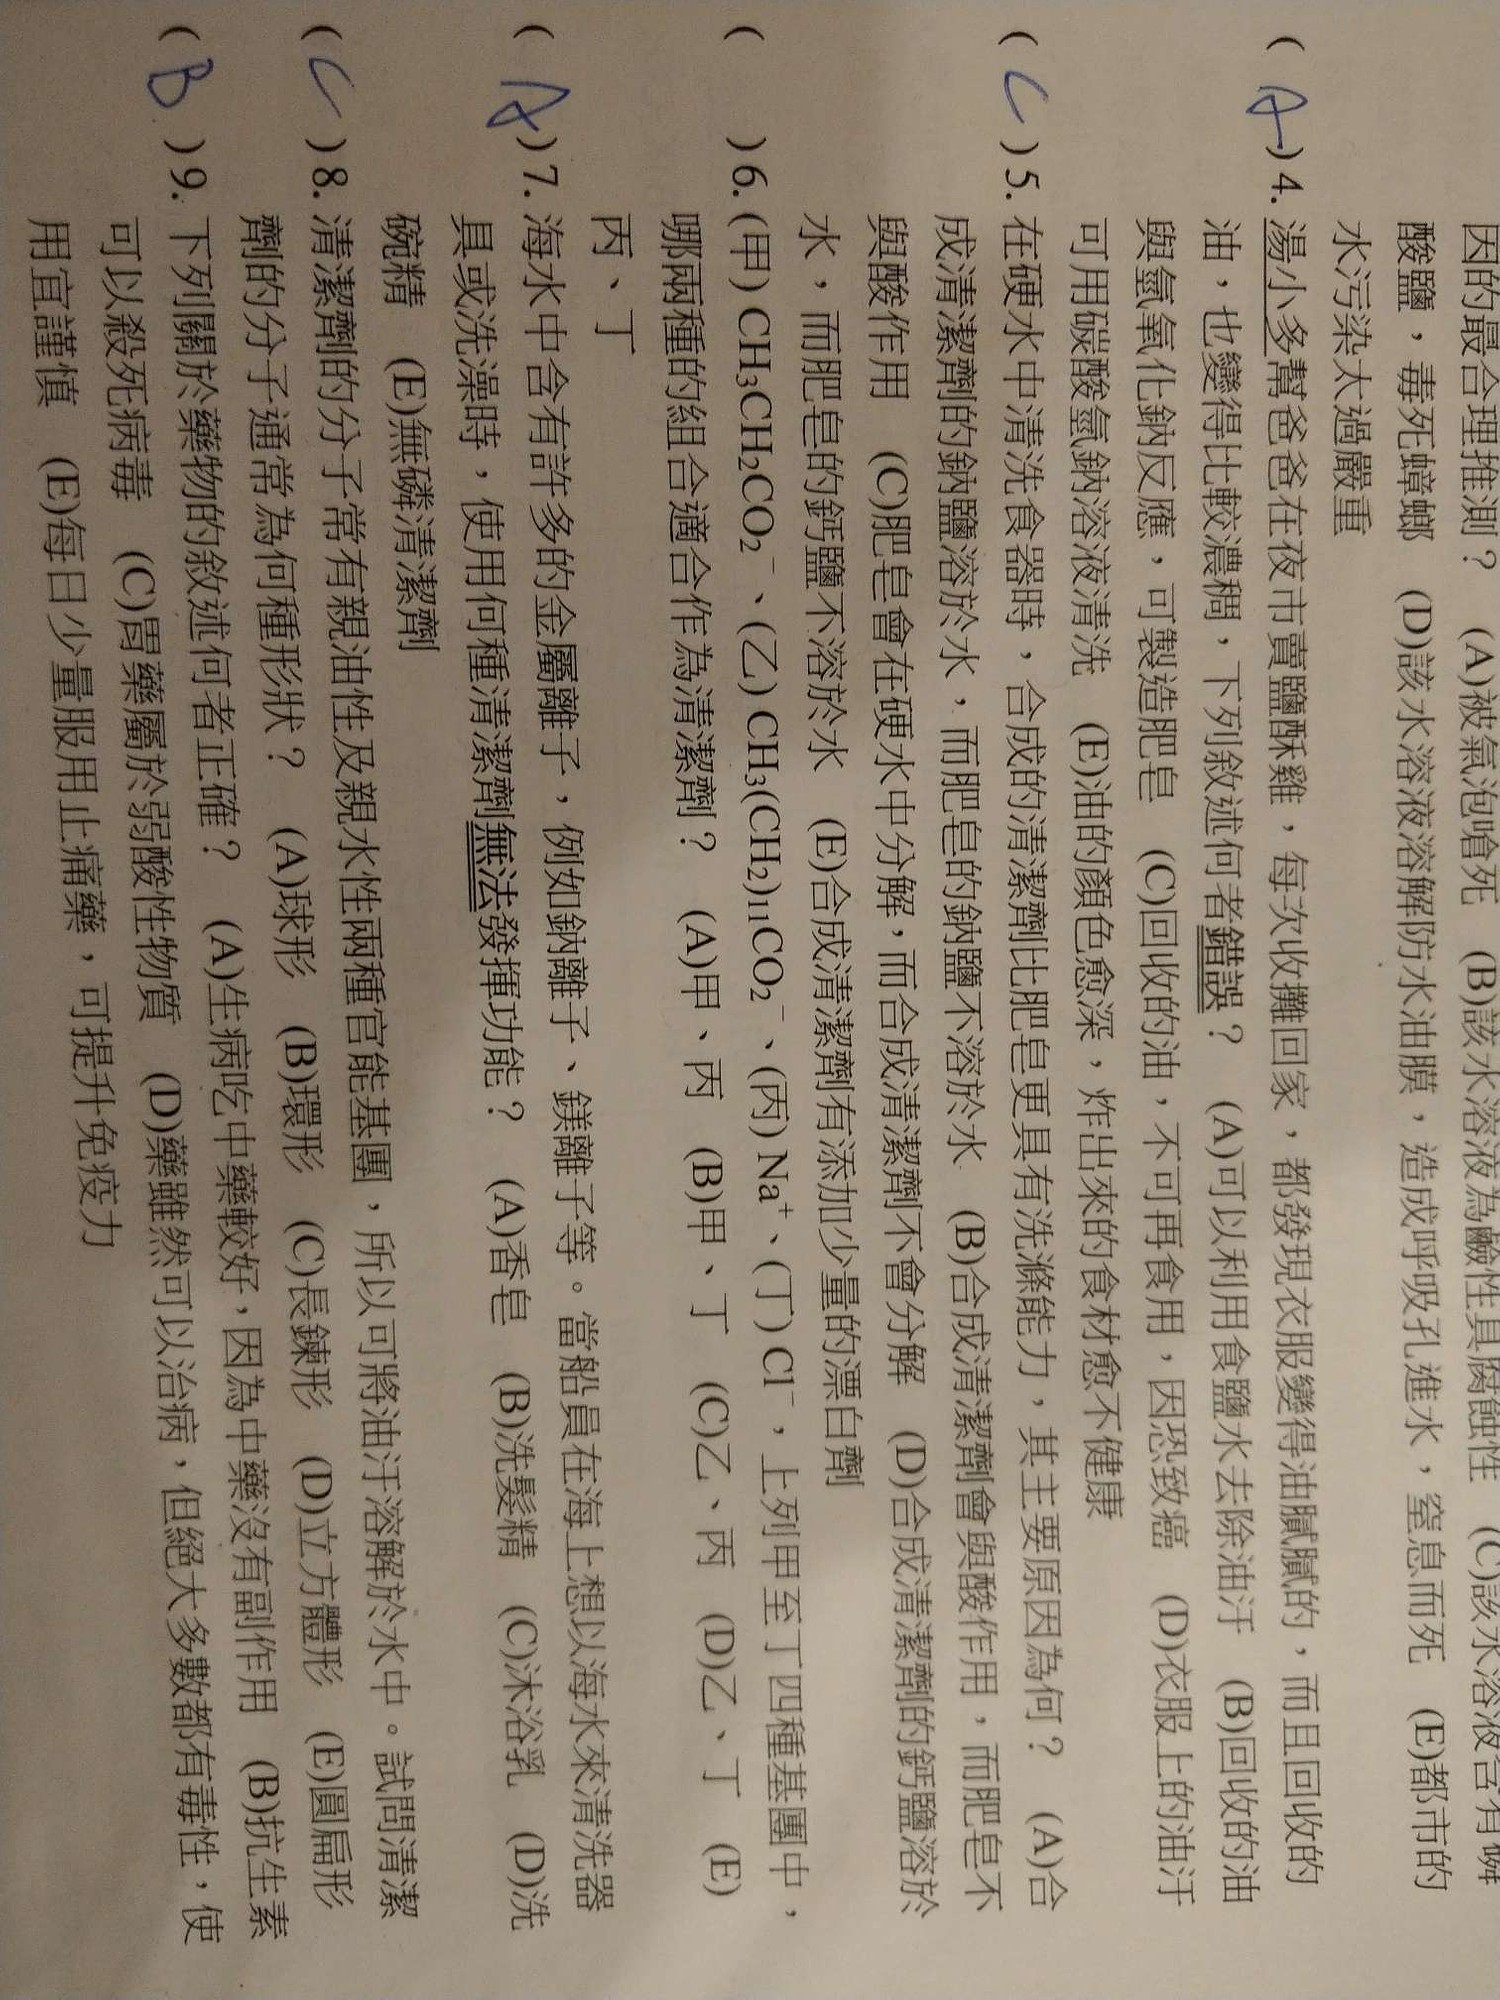 因的最合理推測？ (A)被氣泡嗆死 (B)該水溶液為鹼性具腐蝕性 (C)該水溶液含有磷
酸鹽，毒死蟑螂 (D)該水溶液溶解防水油膜，造成呼吸孔進水，窒息而死 (E)都市的
水污染太過嚴重
( A )4. 湯小多幫爸爸在夜市賣鹽酥雞，每次收攤回家，都發現衣服變得油膩膩的，而且回收的
油，也變得比較濃稠，下列敘述何者錯誤？ (A)可以利用食鹽水去除油汙 (B)回收的油
與氫氧化鈉反應，可製造肥皂 (C)回收的油，不可再食用，因恐致癌 (D)衣服上的油汙
可用碳酸氫鈉溶液清洗 (E)油的顏色愈深，炸出來的食材愈不健康
( C )5. 在硬水中清洗食器時，合成的清潔劑比肥皂更具有洗滌能力，其主要原因為何？ (A)合
成清潔劑的鈉鹽溶於水，而肥皂的鈉鹽不溶於水 (B)合成清潔劑會與酸作用，而肥皂不
與酸作用 (C)肥皂會在硬水中分解，而合成清潔劑不會分解 (D)合成清潔劑的鈣鹽溶於
水，而肥皂的鈣鹽不溶於水 (E)合成清潔劑有添加少量的漂白劑
( )6. (甲) CH₃CH₂CO₂⁻、(乙) CH₃(CH₂)₁₁CO₂⁻、(丙) Na⁺、(丁) Cl⁻，上列甲至丁四種基團中，
哪兩種的組合適合作為清潔劑？ (A)甲、丙 (B)甲、丁 (C)乙、丙 (D)乙、丁 (E)
丙、丁
( A )7. 海水中含有許多的金屬離子，例如鈉離子、鎂離子等。當船員在海上想以海水來清洗器
具或洗澡時，使用何種清潔劑無法發揮功能？ (A)香皂 (B)洗髮精 (C)沐浴乳 (D)洗
碗精 (E)無磷清潔劑
( C )8. 清潔劑的分子常有親油性及親水性兩種官能基團，所以可將油汙溶解於水中。試問清潔
劑的分子通常為何種形狀？ (A)球形 (B)環形 (C)長鍊形 (D)立方體形 (E)圓扁形
( B )9. 下列關於藥物的敘述何者正確？ (A)生病吃中藥較好，因為中藥沒有副作用 (B)抗生素
可以殺死病毒 (C)胃藥屬於弱酸性物質 (D)藥雖然可以治病，但絕大多數都有毒性，使
用宜謹慎 (E)每日少量服用止痛藥，可提升免疫力